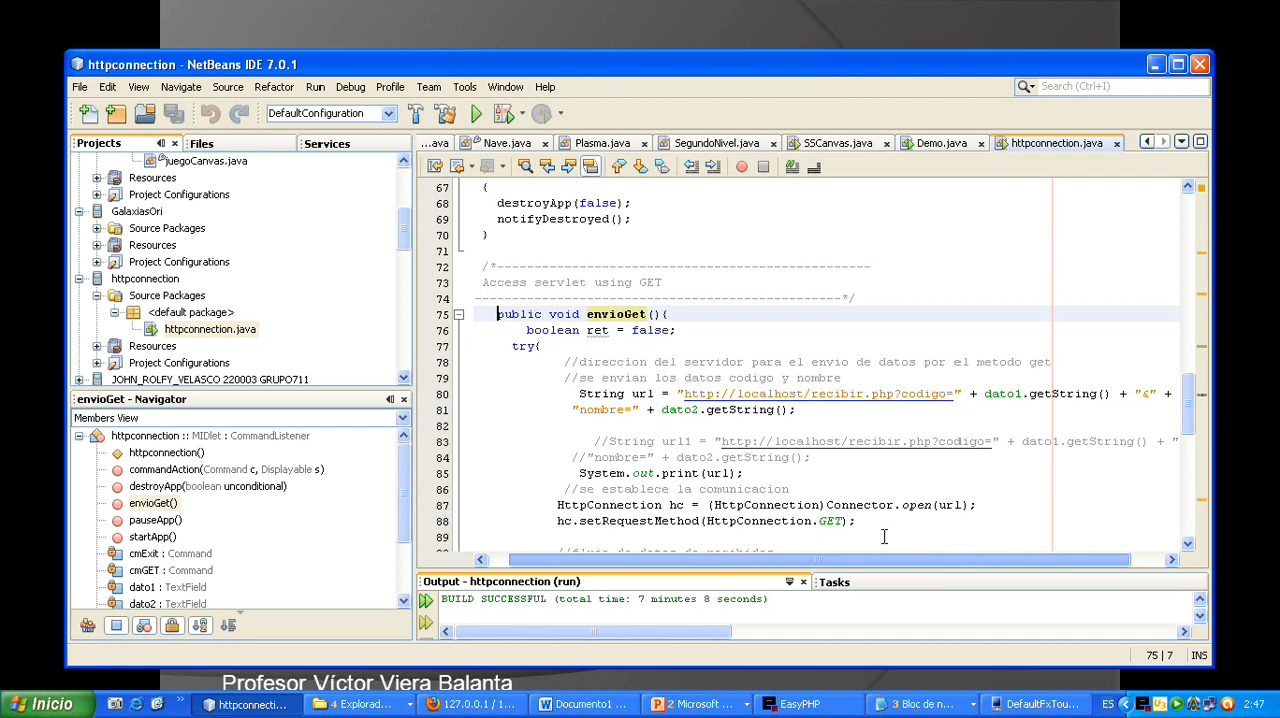 httpconnection - NetBeans IDE 7.0.1
File Edit View Navigate Source Refactor Run Debug Profile Team Tools Window Help
Search (Ctrl+I)
DefaultConfiguration
Projects Files Services
juegoCanvas.java
Resources
Project Configurations
GalaxiasOri
Source Packages
Resources
Project Configurations
httpconnection
Source Packages
<default package>
httpconnection.java
Resources
Project Configurations
JOHN_ROLFY_VELASCO 220003 GRUPO711
envioGet - Navigator
Members View
httpconnection :: MIDlet : CommandListener
httpconnection()
commandAction(Command c, Displayable s)
destroyApp(boolean unconditional)
envioGet()
pauseApp()
startApp()
cmExit : Command
cmGET : Command
dato1 : TextField
dato2 : TextField
...ava Nave.java Plasma.java SegundoNivel.java SSCanvas.java Demo.java httpconnection.java
67 {
68 destroyApp(false);
69 notifyDestroyed();
70 }
71
72 /*--------------------------------------------------
73 Access servlet using GET
74 -------------------------------------------------*/
75 public void envioGet(){
76 boolean ret = false;
77 try{
78 //direccion del servidor para el envio de datos por el metodo get
79 //se envian los datos codigo y nombre
80 String url = "http://localhost/recibir.php?codigo=" + dato1.getString() + "&" +
81 "nombre=" + dato2.getString();
82
83 //String url1 = "http://localhost/recibir.php?codigo=" + dato1.getString() + "
84 //"nombre=" + dato2.getString();
85 System.out.print(url);
86 //se establece la comunicacion
87 HttpConnection hc = (HttpConnection)Connector.open(url);
88 hc.setRequestMethod(HttpConnection.GET);
89
Output - httpconnection (run) Tasks
BUILD SUCCESSFUL (total time: 7 minutes 8 seconds)
75 | 7 INS
Profesor Víctor Viera Balanta
Inicio httpconnecti... 4 Explorad... 127.0.0.1 / 1... Documento1 ... 2 Microsoft ... EasyPHP 3 Bloc de n... DefaultFxTou... ES 2:47